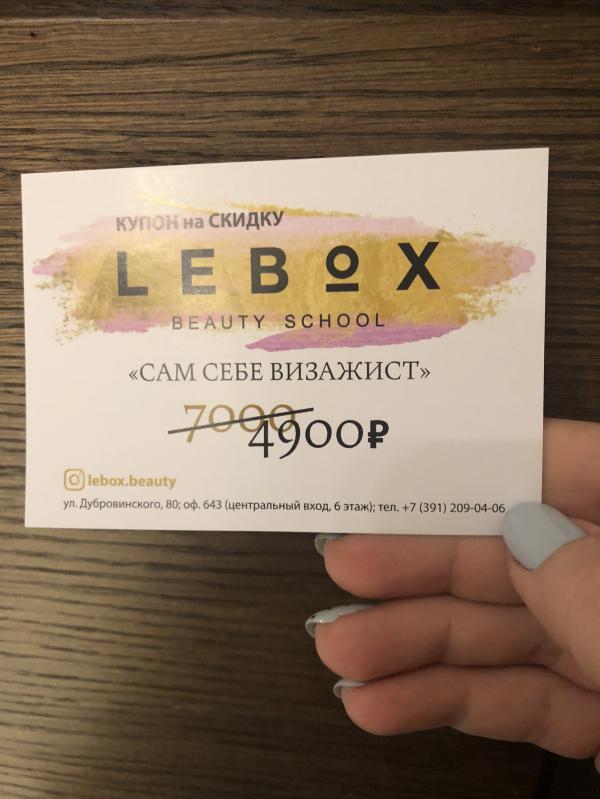 КУПОН на СКИДКУ
LEBOX
BEAUTY SCHOOL
«САМ СЕБЕ ВИЗАЖИСТ»
7000
4900₽
lebox.beauty
ул. Дубровинского, 80; оф. 643 (центральный вход, 6 этаж); тел. +7 (391) 209-04-06